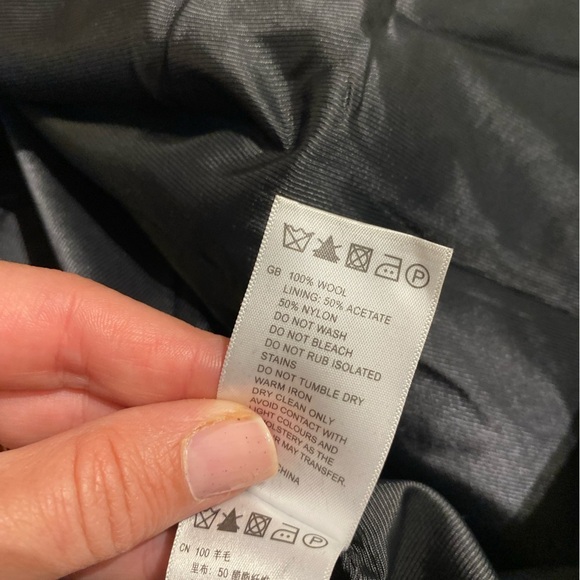 P
GB 100% WOOL
LINING: 50% ACETATE
50% NYLON
DO NOT WASH
DO NOT BLEACH
DO NOT RUB ISOLATED
STAINS
DO NOT TUMBLE DRY
WARM IRON
DRY CLEAN ONLY
AVOID CONTACT WITH
LIGHT COLOURS AND
AS THE
MAY TRANSFER.
CHINA
P
CN 100 羊毛
里布: 50